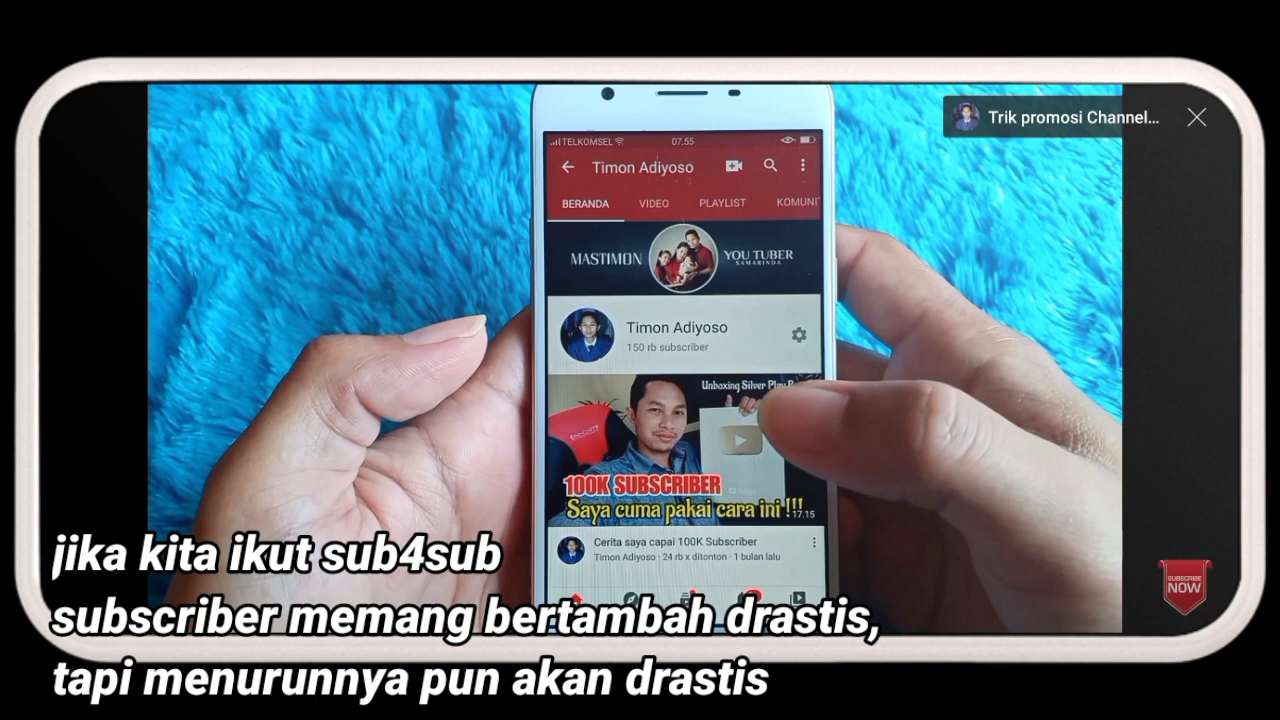 Trik promosi Channel...
TELKOMSEL 07.55
Timon Adiyoso
BERANDA VIDEO PLAYLIST KOMUNI
MASTIMON YOU TUBER
SAMARINDA
Timon Adiyoso
150 rb subscriber
Unboxing Silver Play
100K SUBSCRIBER
Saya cuma pakai cara ini !!!
17.15
Cerita saya capai 100K Subscriber
Timon Adiyoso · 24 rb x ditonton · 1 bulan lalu
SUBSCRIBE
NOW
jika kita ikut sub4sub
subscriber memang bertambah drastis,
tapi menurunnya pun akan drastis